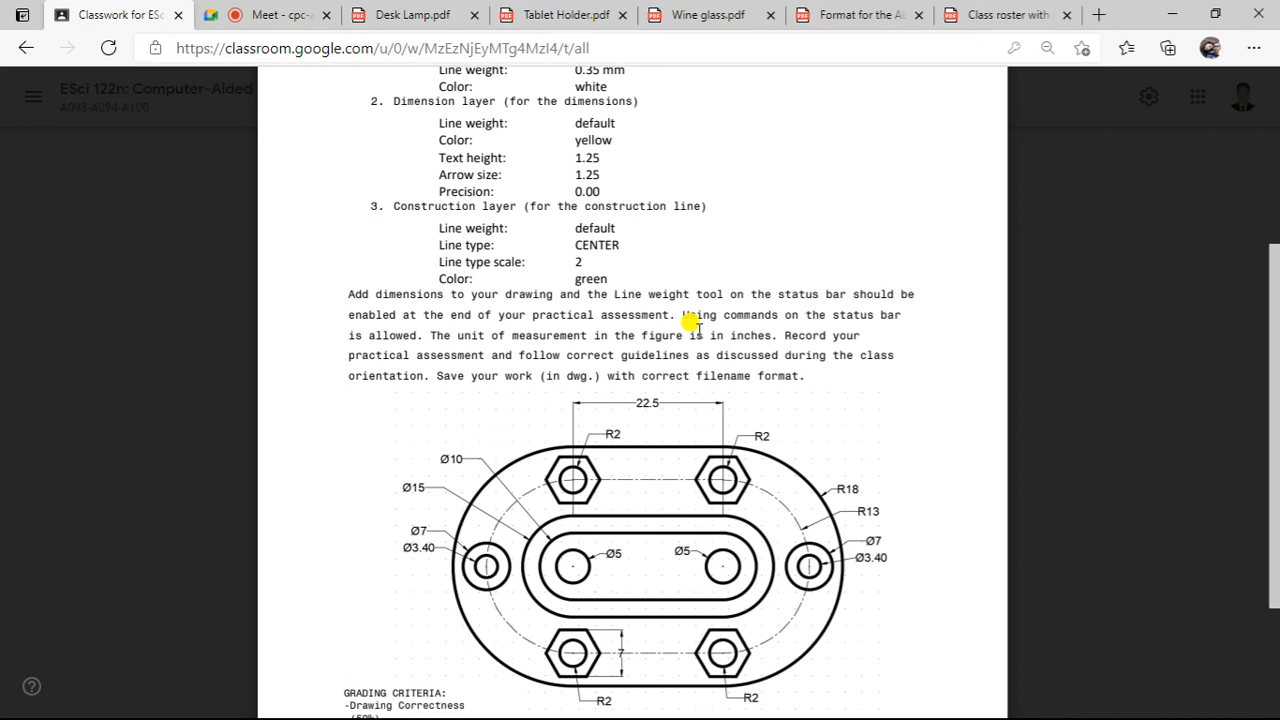 Classwork for ESc
Meet - cpc-a
Desk Lamp.pdf
Tablet Holder.pdf
Wine glass.pdf
Format for the A
Class roster with
https://classroom.google.com/u/0/w/MzEzNjEyMTg4MzI4/t/all
ESci 122n: Computer-Aided
A093-A094-A100
Line weight: 0.35 mm
Color: white
2. Dimension layer (for the dimensions)
Line weight: default
Color: yellow
Text height: 1.25
Arrow size: 1.25
Precision: 0.00
3. Construction layer (for the construction line)
Line weight: default
Line type: CENTER
Line type scale: 2
Color: green
Add dimensions to your drawing and the Line weight tool on the status bar should be
enabled at the end of your practical assessment. Using commands on the status bar
is allowed. The unit of measurement in the figure is in inches. Record your
practical assessment and follow correct guidelines as discussed during the class
orientation. Save your work (in dwg.) with correct filename format.
22.5
R2
R2
Ø10
Ø15
R18
R13
Ø7
Ø3.40
Ø5
Ø5
Ø7
Ø3.40
7
R2
R2
GRADING CRITERIA:
-Drawing Correctness
(50%)